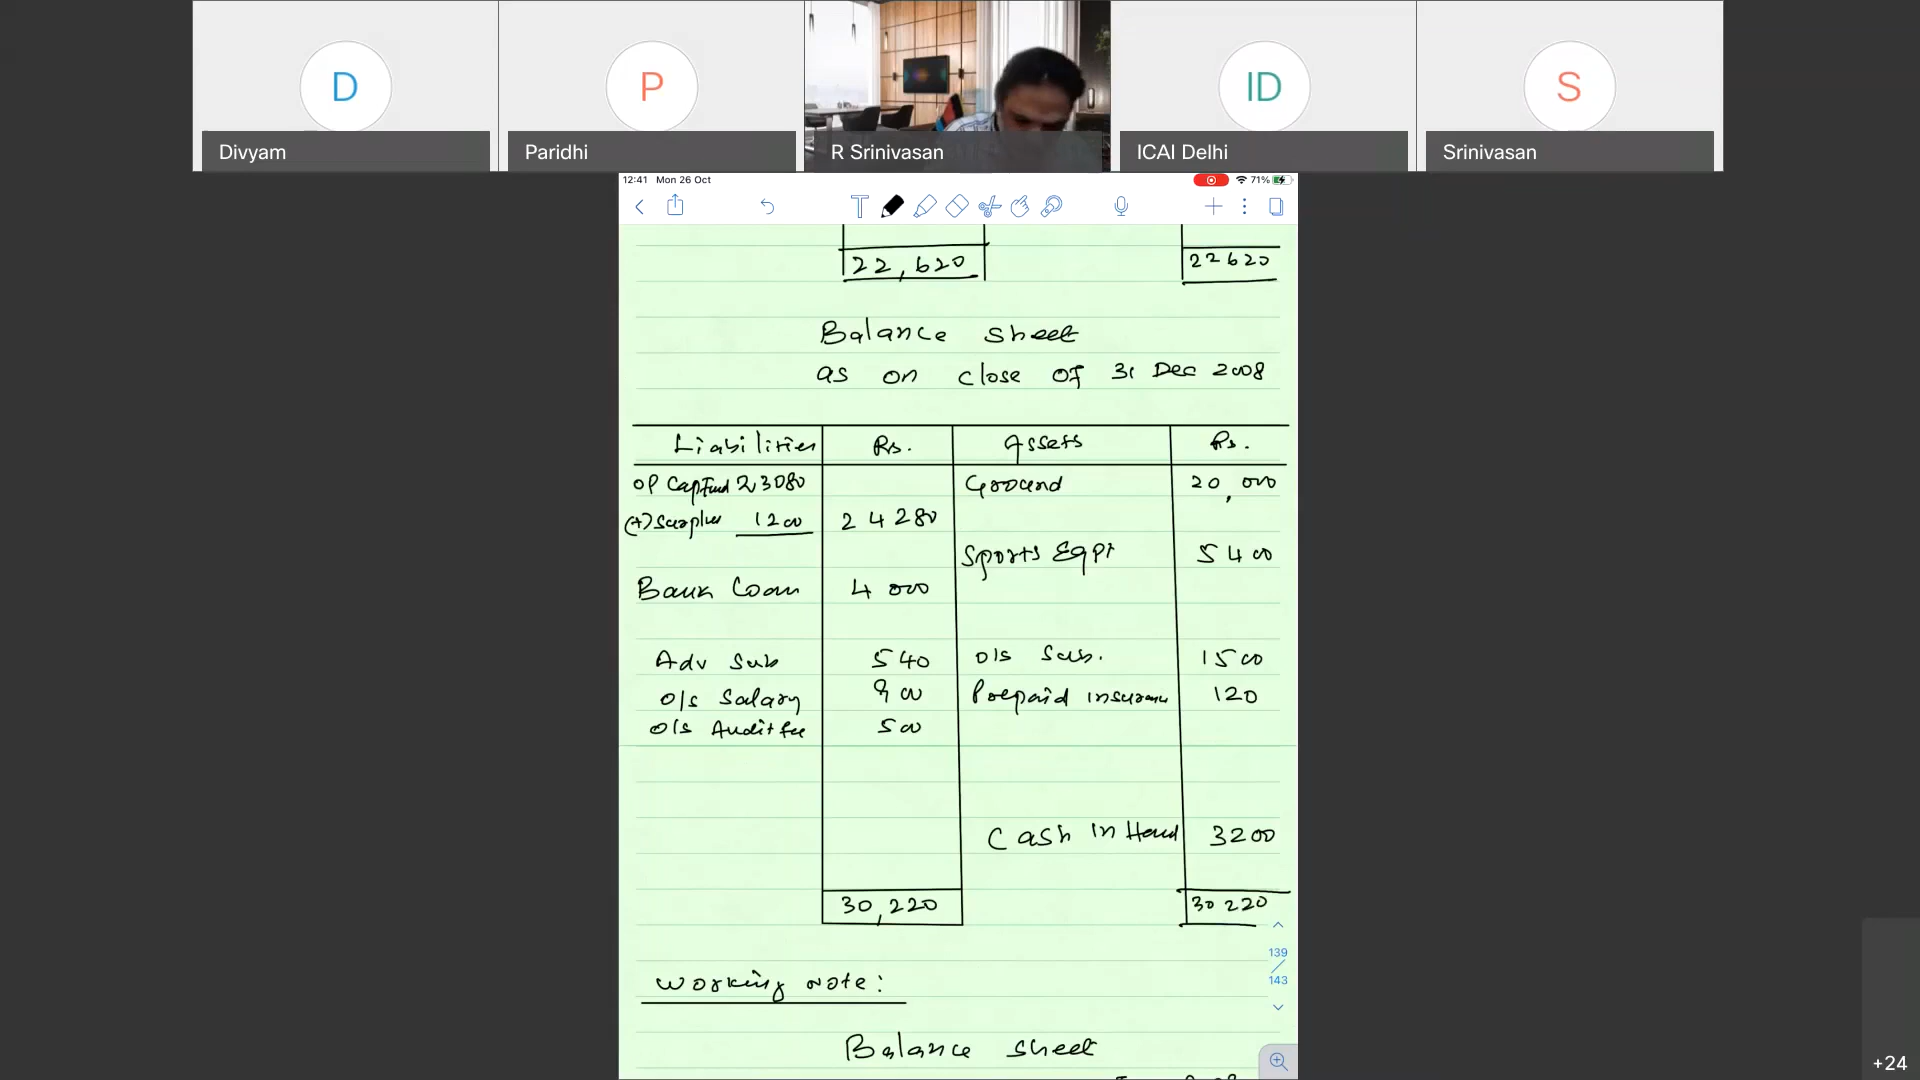 D
P
ID
S
Divyam
Paridhi
R Srinivasan
ICAI Delhi
Srinivasan
12:41 Mon 26 Oct
71%
T
22,620 22620
Balance sheet
as on close of 31 Dec 2008
Liabilities Rs. Assets Rs.
OP CapFund 23080 Ground 20,000
(+) Surplus 1200 24280
Sports Eqpt 5400
Bank Loan 4000
Adv Sub 540 O/s Sub. 1500
O/s Salary 900 Prepaid insurance 120
O/s Audit fee 500
Cash in Hand 3200
30,220 30220
139
143
Working note:
Balance sheet
+24